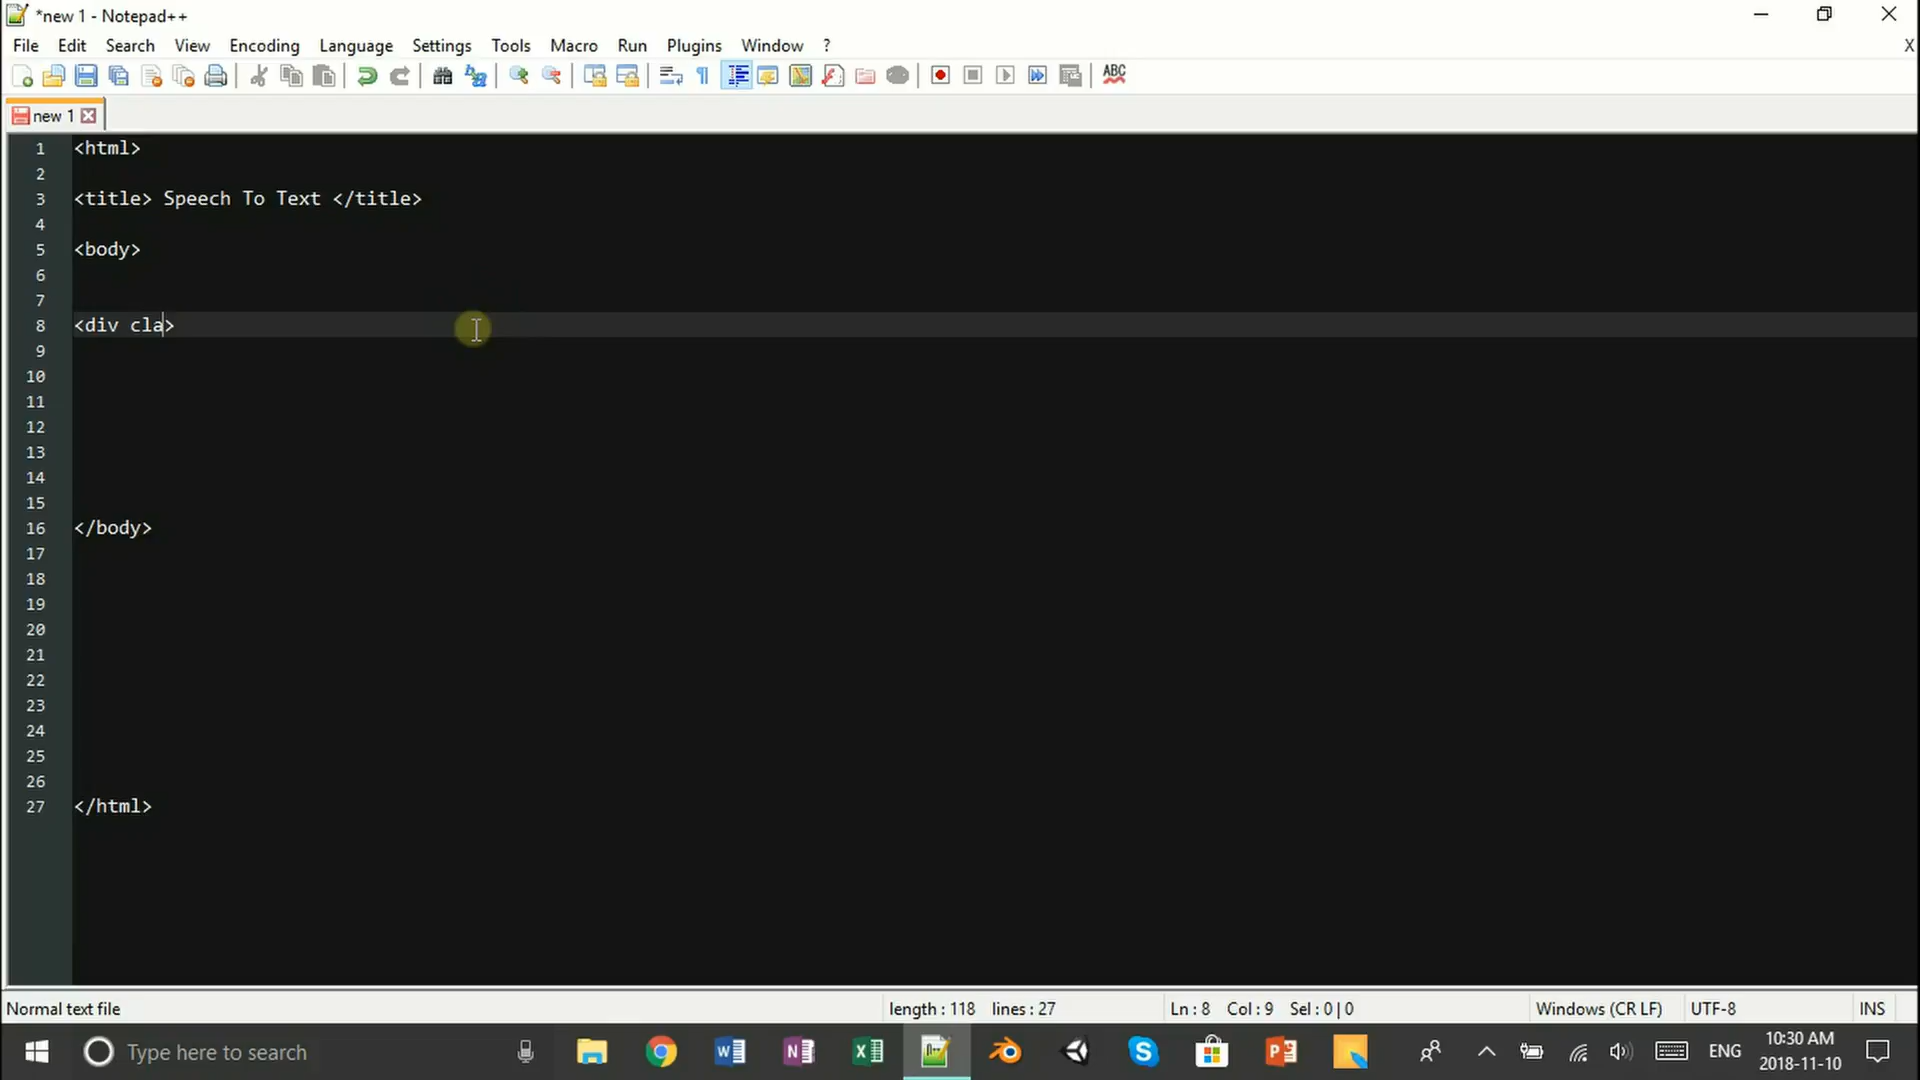 *new 1 - Notepad++
File Edit Search View Encoding Language Settings Tools Macro Run Plugins Window ? X
ABC
new 1
1 <html>
2
3 <title> Speech To Text </title>
4
5 <body>
6
7
8 <div cla>
9
10
11
12
13
14
15
16 </body>
17
18
19
20
21
22
23
24
25
26
27 </html>
Normal text file length : 118 lines : 27 Ln : 8 Col : 9 Sel : 0 | 0 Windows (CR LF) UTF-8 INS
Type here to search ENG 10:30 AM
2018-11-10